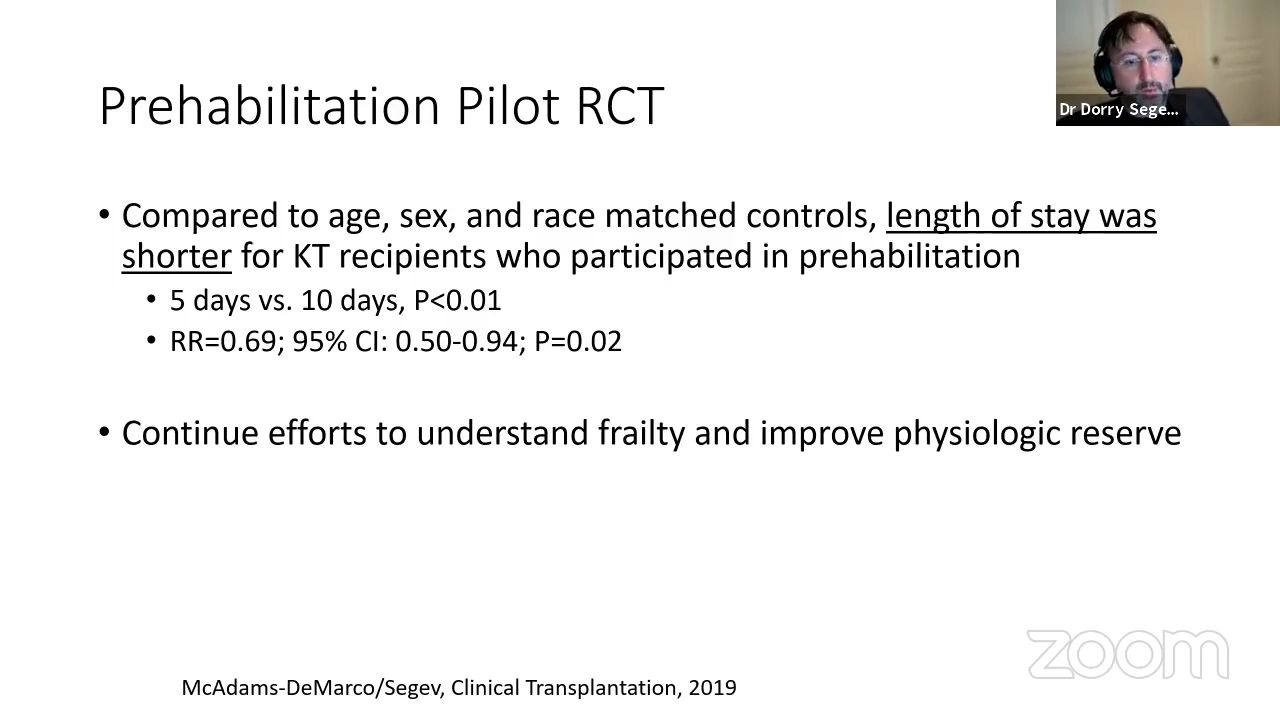 Dr Dorry Sege...
Prehabilitation Pilot RCT
• Compared to age, sex, and race matched controls, length of stay was
shorter for KT recipients who participated in prehabilitation
• 5 days vs. 10 days, P<0.01
• RR=0.69; 95% CI: 0.50-0.94; P=0.02
• Continue efforts to understand frailty and improve physiologic reserve
zoom
McAdams-DeMarco/Segev, Clinical Transplantation, 2019